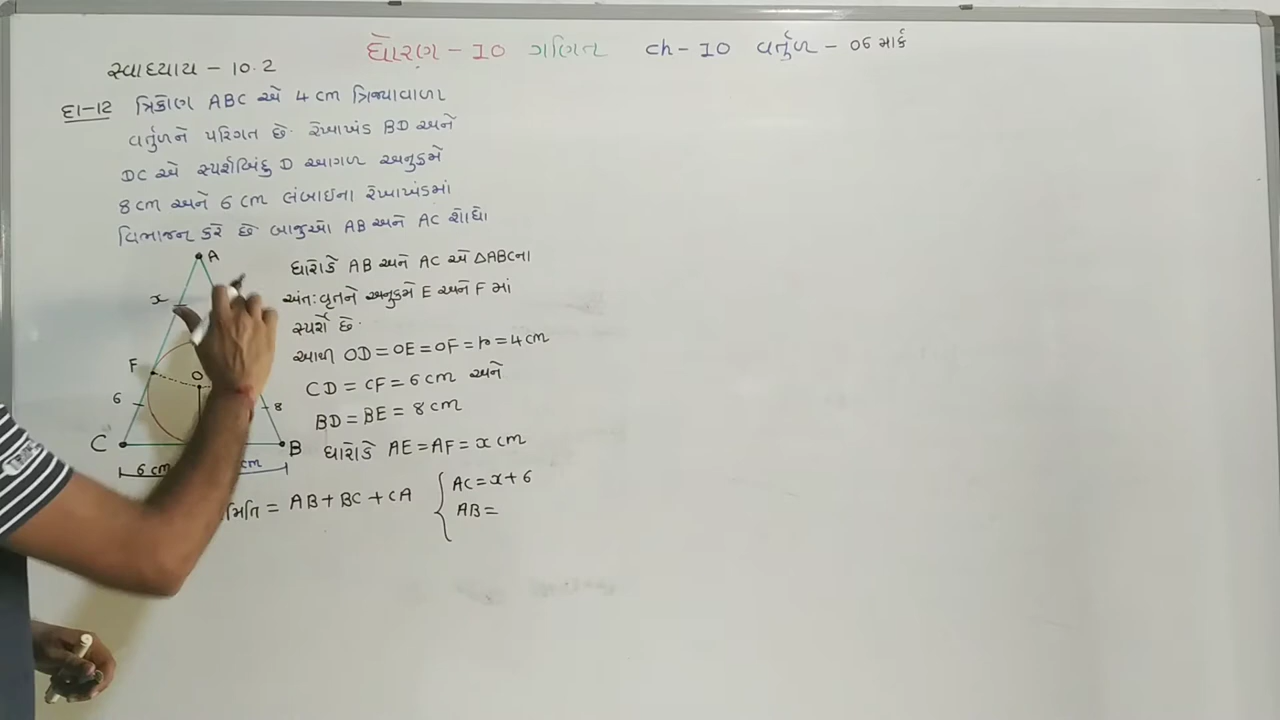 ધોરણ - 10 ગણિત ch - 10 વર્તુળ - 06 માર્ક
સ્વાધ્યાય - 10.2
દા-12 ત્રિકોણ ABC એ 4 cm ત્રિજ્યાવાળા
વર્તુળને પરિગત છે. રેખાખંડ BD અને
DC એ સ્પર્શબિંદુ D આગળ અનુક્રમે
8 cm અને 6 cm લંબાઇના રેખાખંડમાં
વિભાજન કરે છે બાજુઓ AB અને AC શોધો
ધારોકે AB અને AC એ △ABC ના
અંત:વૃતને અનુક્રમે E અને F માં
સ્પર્શે છે.
આથી OD = OE = OF = r = 4 cm
CD = CF = 6 cm અને
BD = BE = 8 cm
ધારોકે AE = AF = x cm
મિતિ = AB + BC + CA
AC = x + 6
AB =
A
x
F
O
6
8
C
B
6 cm
cm